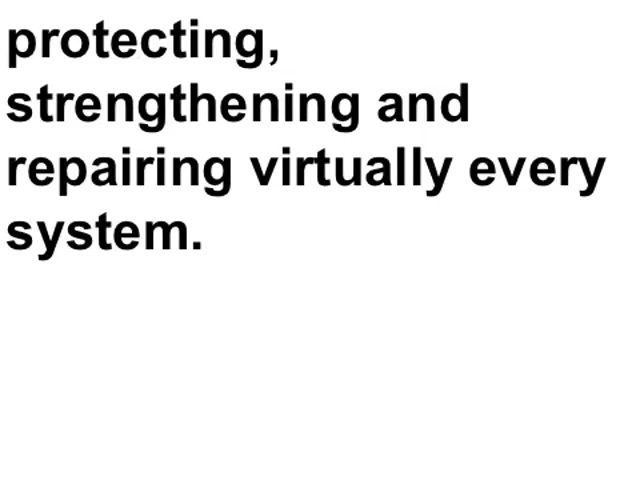 protecting,
strengthening and
repairing virtually every
system.